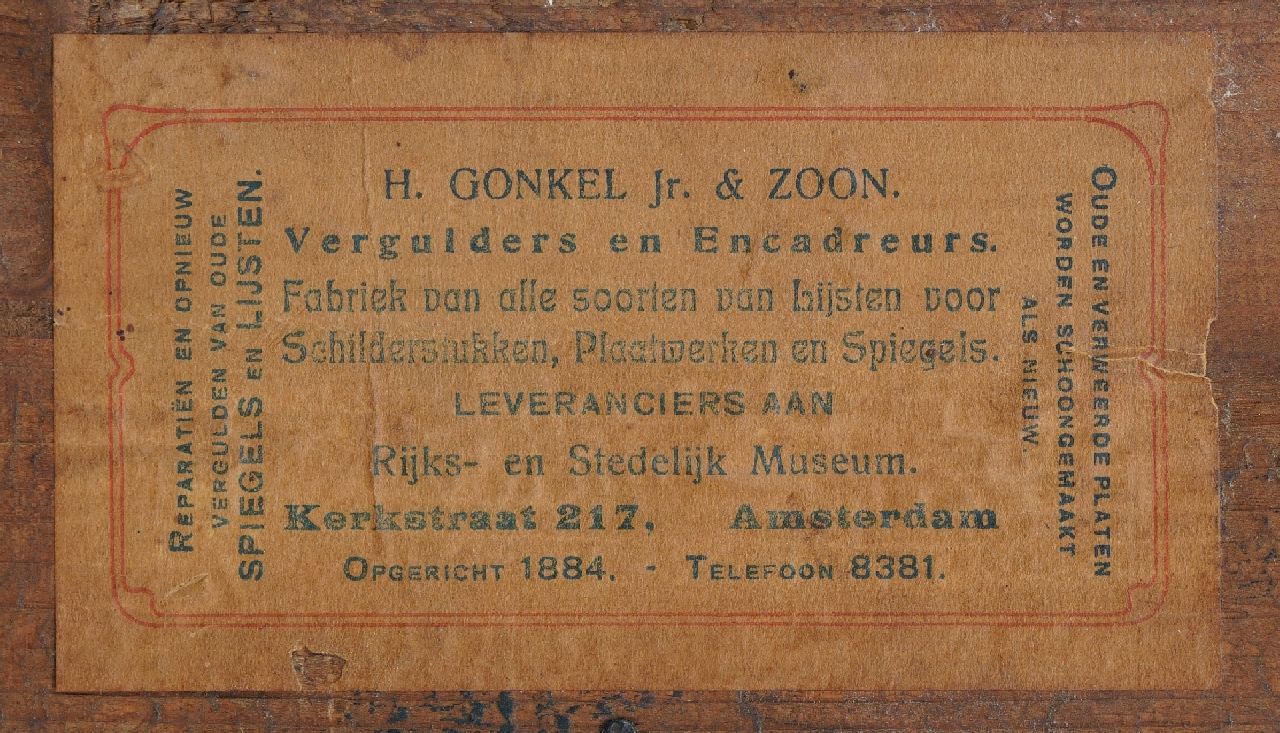 REPARATIËN EN OPNIEUW
VERGULDEN VAN OUDE
SPIEGELS EN LIJSTEN.
H. GONKEL Jr. & ZOON.
Vergulders en Encadreurs.
Fabriek van alle soorten van Lijsten voor
Schilderstukken, Plaatwerken en Spiegels.
LEVERANCIERS AAN
Rijks- en Stedelijk Museum.
Kerkstraat 217, Amsterdam
OPGERICHT 1884. - TELEFOON 8381.
OUDE EN VERWEERDE PLATEN
WORDEN SCHOONGEMAAKT
ALS NIEUW.